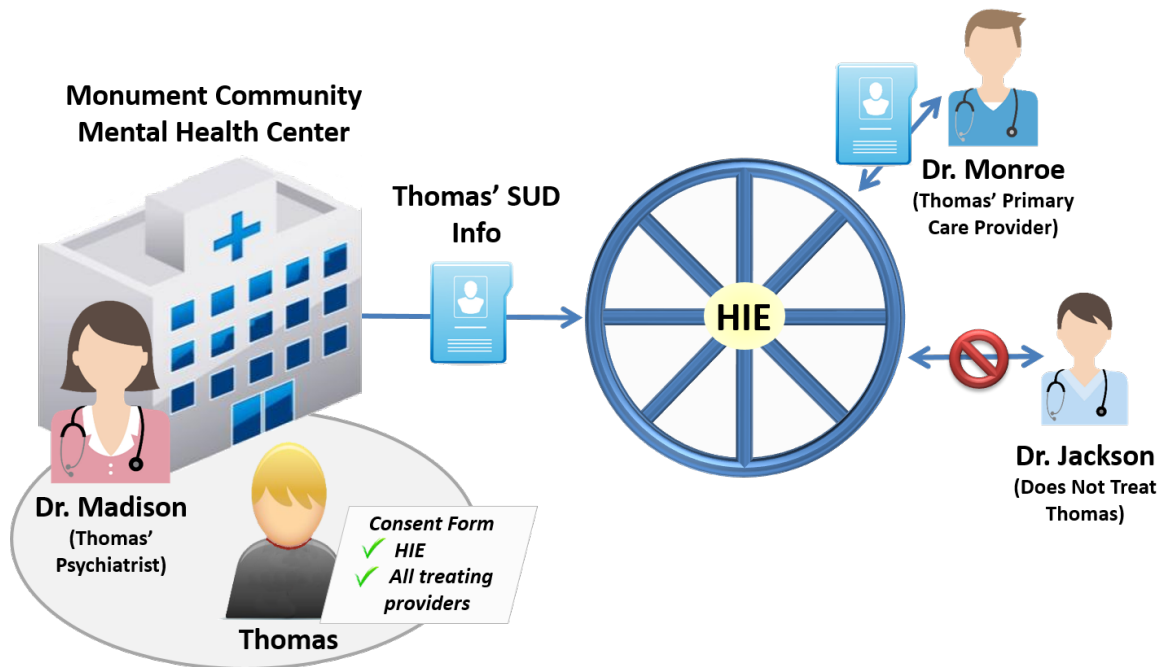 Monument Community
Mental Health Center
Thomas’ SUD
Info
HIE
Dr. Monroe
(Thomas’ Primary
Care Provider)
Dr. Jackson
(Does Not Treat
Thomas)
Dr. Madison
(Thomas’
Psychiatrist)
Consent Form
HIE
All treating
providers
Thomas